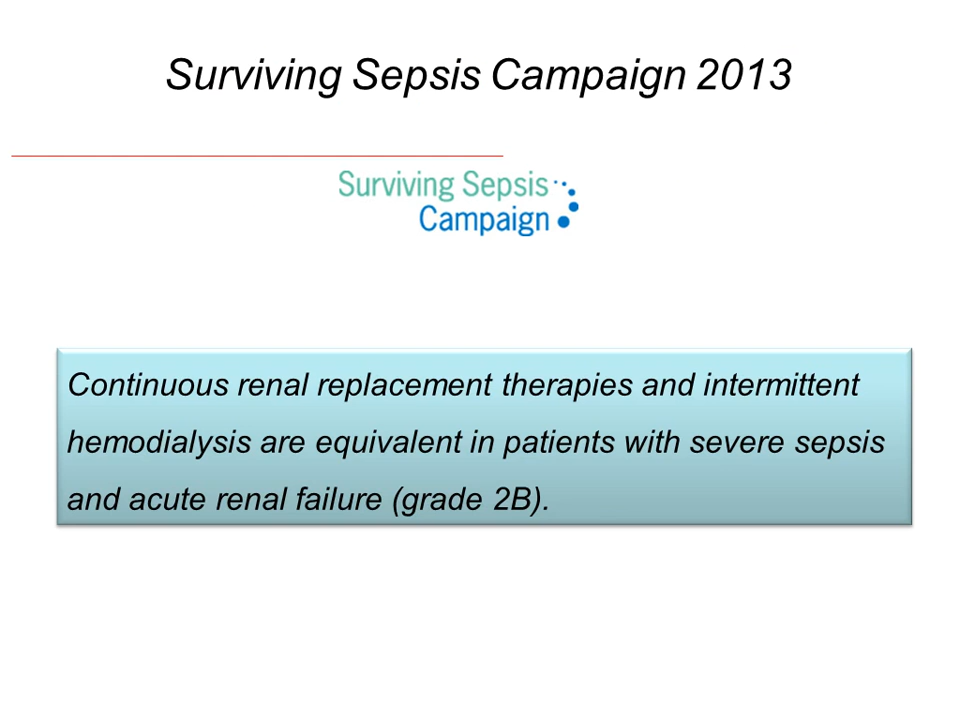 Surviving Sepsis Campaign 2013
Surviving Sepsis
Campaign
Continuous renal replacement therapies and intermittent
hemodialysis are equivalent in patients with severe sepsis
and acute renal failure (grade 2B).